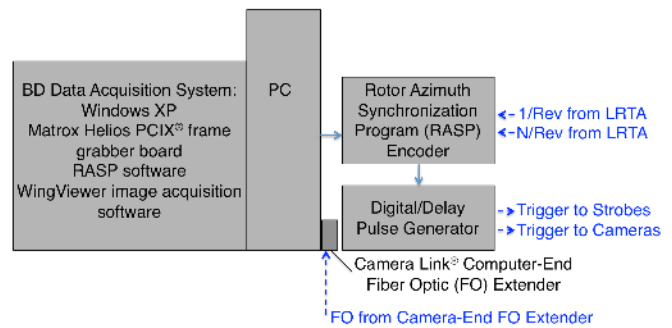 BD Data Acquisition System:
Windows XP
Matrox Helios PCIX® frame
grabber board
RASP software
WingViewer image acquisition
software
PC
Rotor Azimuth
Synchronization
Program (RASP)
Encoder
1/Rev from LRTA
N/Rev from LRTA
Digital/Delay
Pulse Generator
Trigger to Strobes
Trigger to Cameras
Camera Link® Computer-End
Fiber Optic (FO) Extender
FO from Camera-End FO Extender